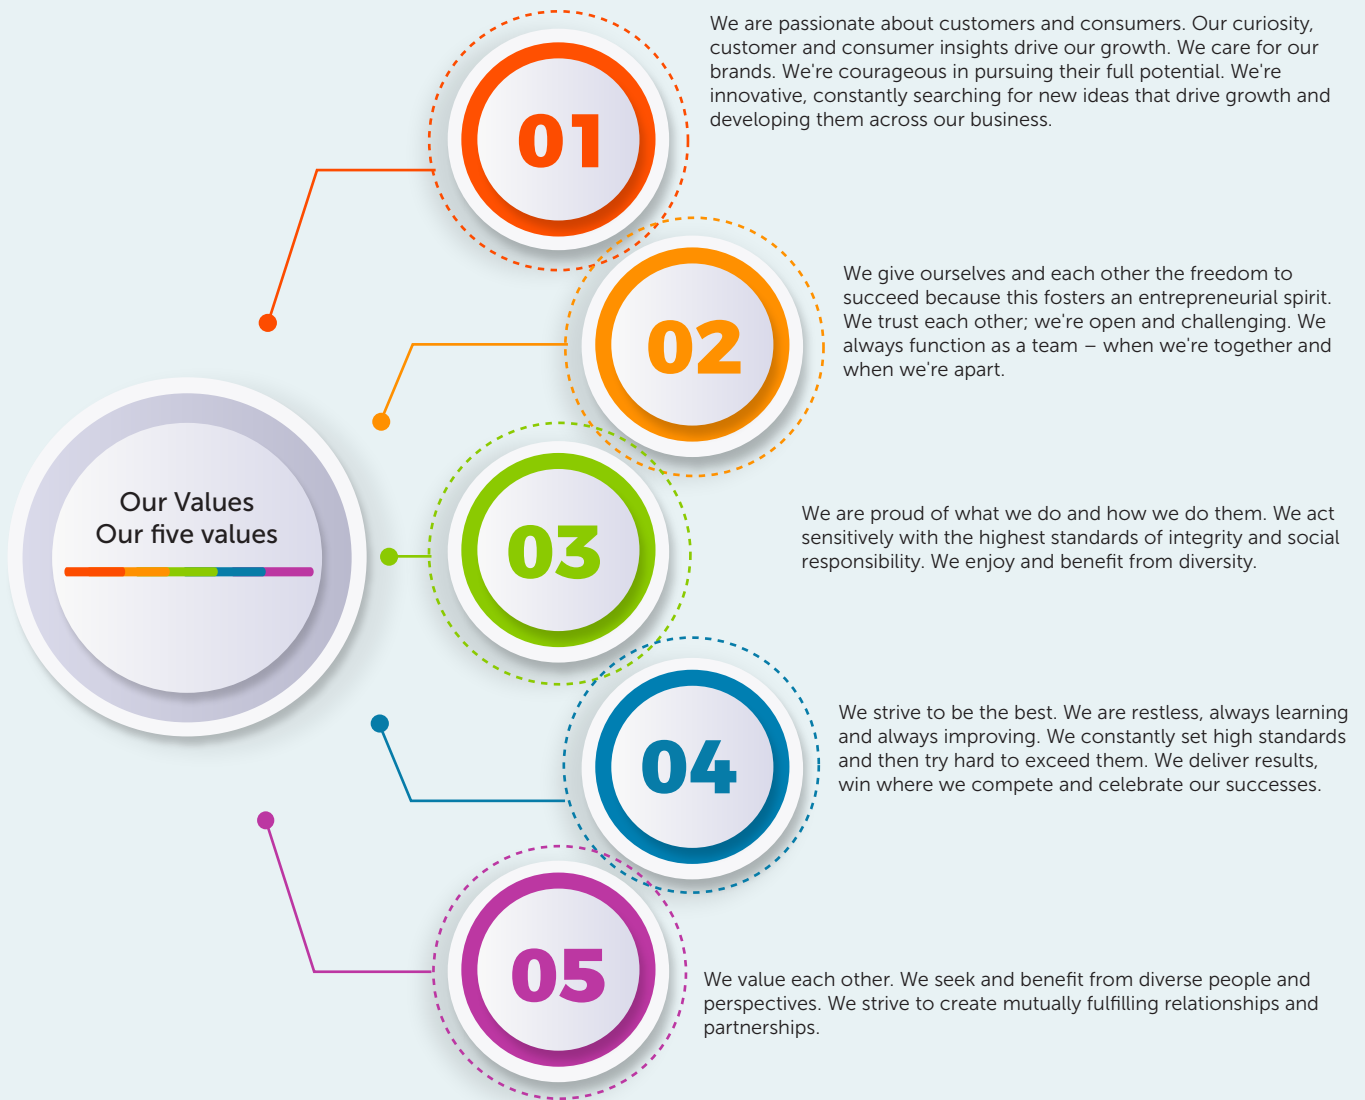 Our Values
Our five values
01
We are passionate about customers and consumers. Our curiosity,
customer and consumer insights drive our growth. We care for our
brands. We're courageous in pursuing their full potential. We're
innovative, constantly searching for new ideas that drive growth and
developing them across our business.
02
We give ourselves and each other the freedom to
succeed because this fosters an entrepreneurial spirit.
We trust each other; we're open and challenging. We
always function as a team – when we're together and
when we're apart.
03
We are proud of what we do and how we do them. We act
sensitively with the highest standards of integrity and social
responsibility. We enjoy and benefit from diversity.
04
We strive to be the best. We are restless, always learning
and always improving. We constantly set high standards
and then try hard to exceed them. We deliver results,
win where we compete and celebrate our successes.
05
We value each other. We seek and benefit from diverse people and
perspectives. We strive to create mutually fulfilling relationships and
partnerships.